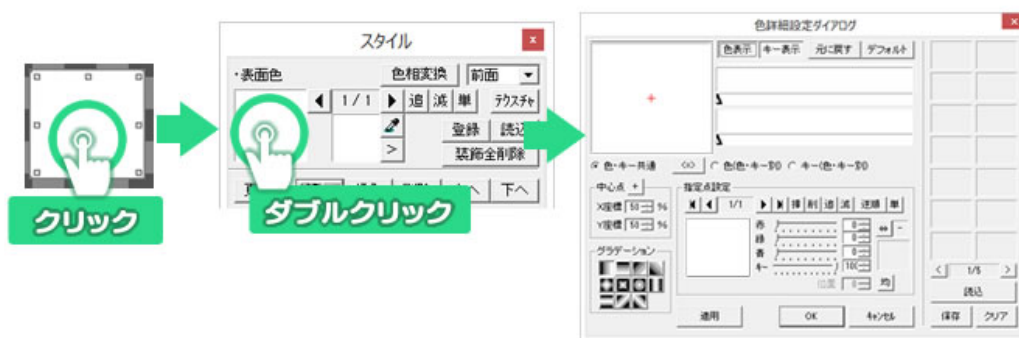 クリック
スタイル
・表面色
色相変換
前面
1 / 1
追
減
単
テクスチャ
登録
読込
>
装飾全削除
へ
下へ
ダブルクリック
色詳細設定ダイアログ
色表示
キー表示
元に戻す
デフォルト
色・キー共通
○ 色(色・キー別)
○ キー(色・キー別)
中心点
+
X座標
50
%
Y座標
50
%
グラデーション
指定点設定
1/1
挿
削
追
減
逆順
単
赤
0
緑
0
青
0
キー
100
位置
0
均
適用
OK
キャンセル
<
1/5
>
読込
保存
クリア